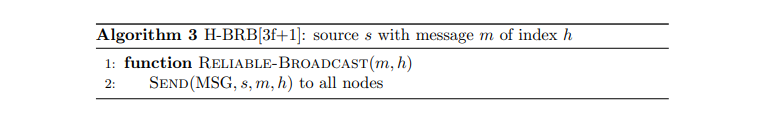 Algorithm 3 H-BRB[3f+1]: source s with message m of index h
1: function RELIABLE-BROADCAST(m, h)
2: SEND(MSG, s, m, h) to all nodes